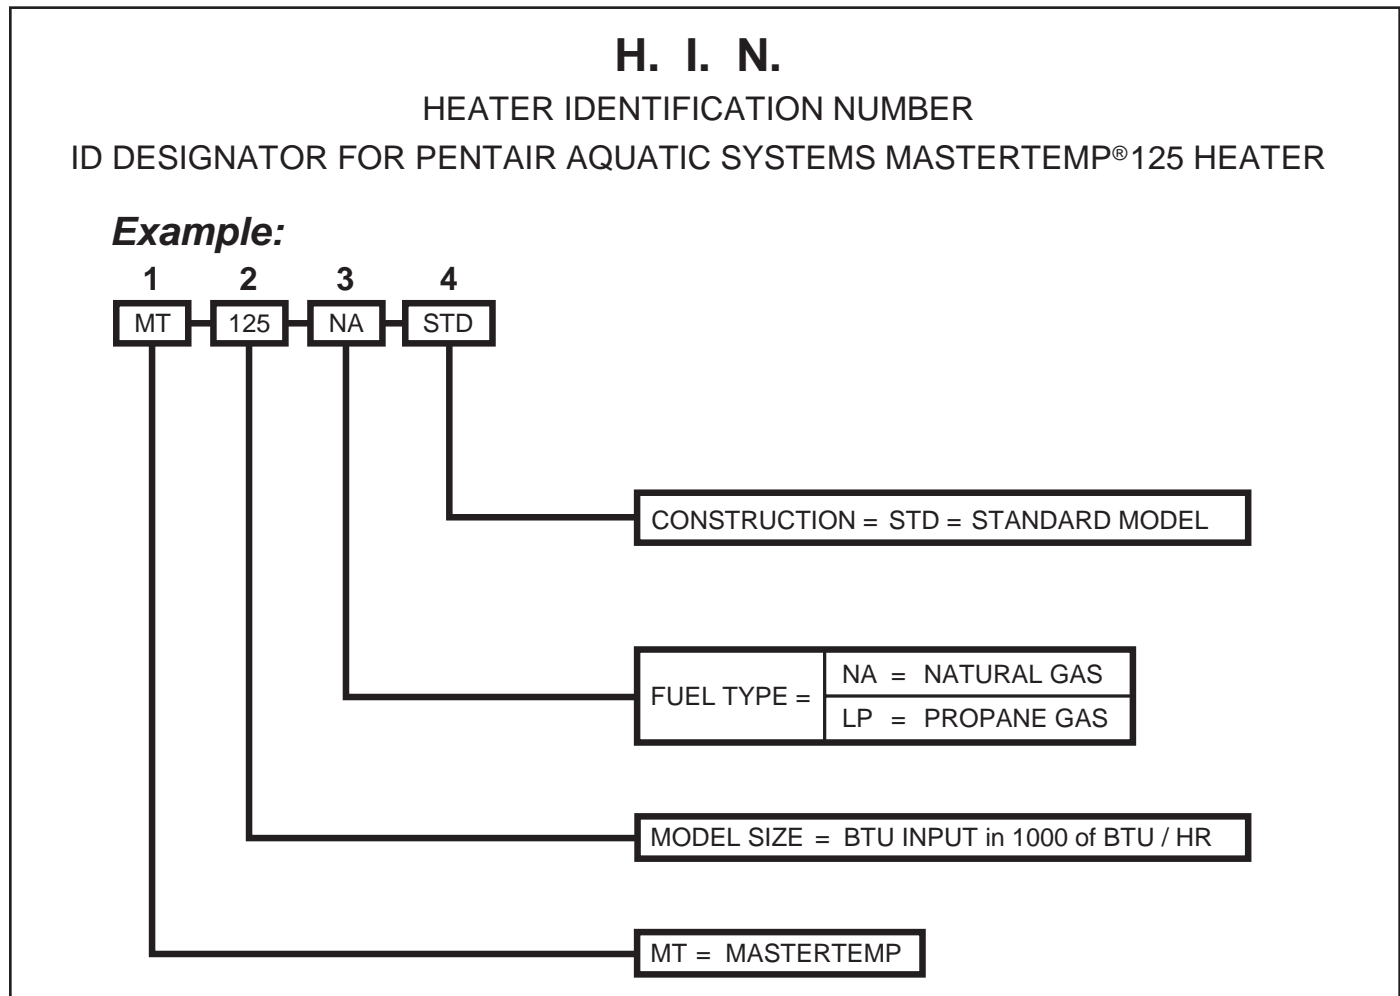 H. I. N.
HEATER IDENTIFICATION NUMBER
ID DESIGNATOR FOR PENTAIR AQUATIC SYSTEMS MASTERTEMP®125 HEATER
Example:
1 2 3 4
MT 125 NA STD
CONSTRUCTION = STD = STANDARD MODEL
FUEL TYPE =
NA = NATURAL GAS
LP = PROPANE GAS
MODEL SIZE = BTU INPUT in 1000 of BTU / HR
MT = MASTERTEMP